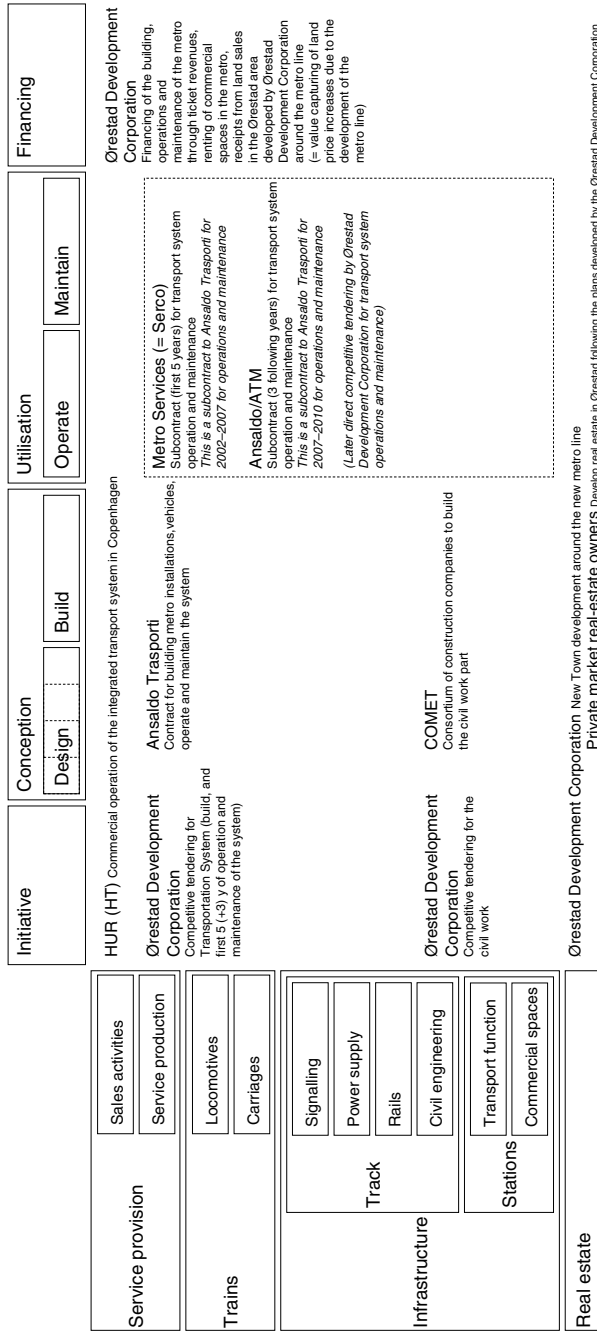 Initiative
Conception
Utilisation
Financing
Design
Build
Operate
Maintain
Service provision
Sales activities
Service production
HUR (HT) Commercial operation of the integrated transport system in Copenhagen
Trains
Locomotives
Carriages
Ørestad Development
Corporation
Competitive tendering for
Transportation System (build, and
first 5 (+3) y of operation and
maintenance of the system)
Ansaldo Trasporti
Contract for building metro installations,vehicles,
operate and maintain the system
Metro Services (= Serco)
Subcontract (first 5 years) for transport system
operation and maintenance
This is a subcontract to Ansaldo Trasporti for
2002–2007 for operations and maintenance
Ansaldo/ATM
Subcontract (3 following years) for transport system
operation and maintenance
This is a subcontract to Ansaldo Trasporti for
2007–2010 for operations and maintenance
(Later direct competitive tendering by Ørestad
Development Corporation for transport system
operations and maintenance)
Ørestad Development
Corporation
Financing of the building,
operations and
maintenance of the metro
through ticket revenues,
renting of commercial
spaces in the metro,
receipts from land sales
in the Ørestad area
developed by Ørestad
Development Corporation
around the metro line
(= value capturing of land
price increases due to the
development of the
metro line)
Infrastructure
Track
Signalling
Power supply
Rails
Civil engineering
Stations
Transport function
Commercial spaces
Ørestad Development
Corporation
Competitive tendering for the
civil work
COMET
Consortium of construction companies to build
the civil work part
Real estate
Ørestad Development Corporation New Town development around the new metro line
Private market real-estate owners Develop real estate in Ørestad following the plans developed by the Ørestad Development Corporation